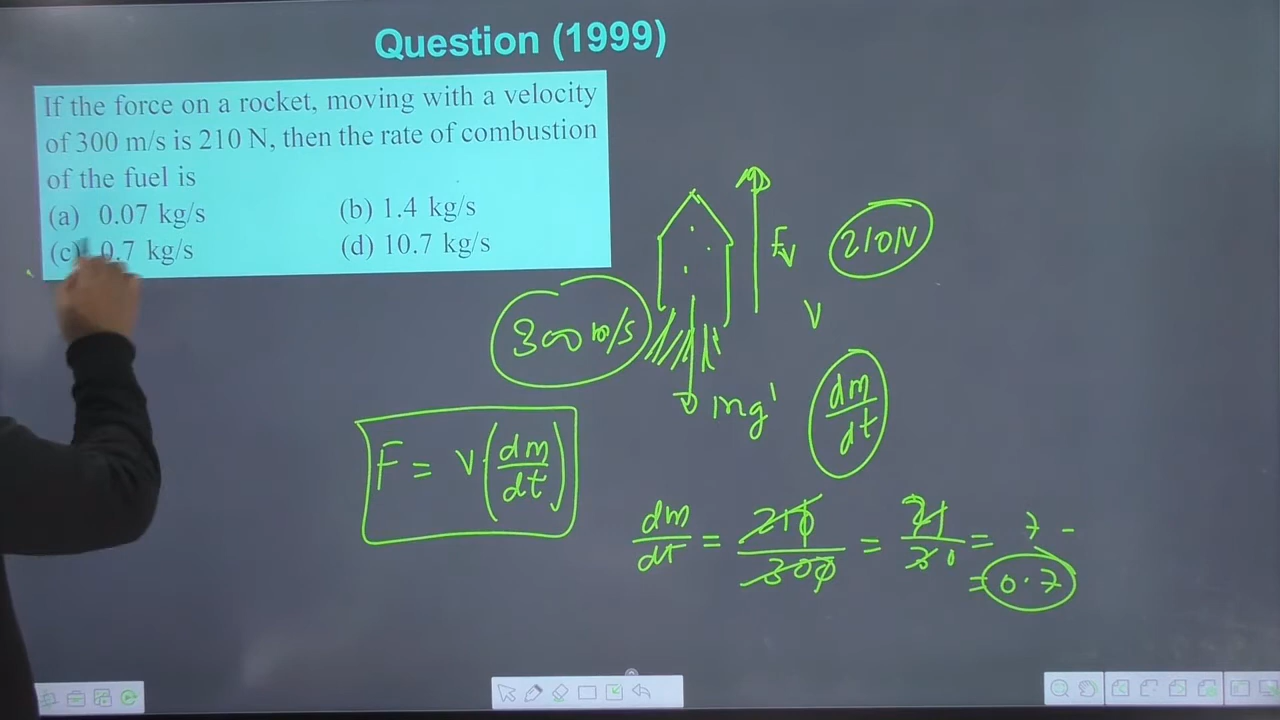 Question (1999)
If the force on a rocket, moving with a velocity
of 300 m/s is 210 N, then the rate of combustion
of the fuel is
(a) 0.07 kg/s (b) 1.4 kg/s
(c) 0.7 kg/s (d) 10.7 kg/s
Fv 210N
300 m/s
v
mg
dm/dt
F = v(dm/dt)
dm/dt = 210/300 = 21/30 = 7
= 0.7